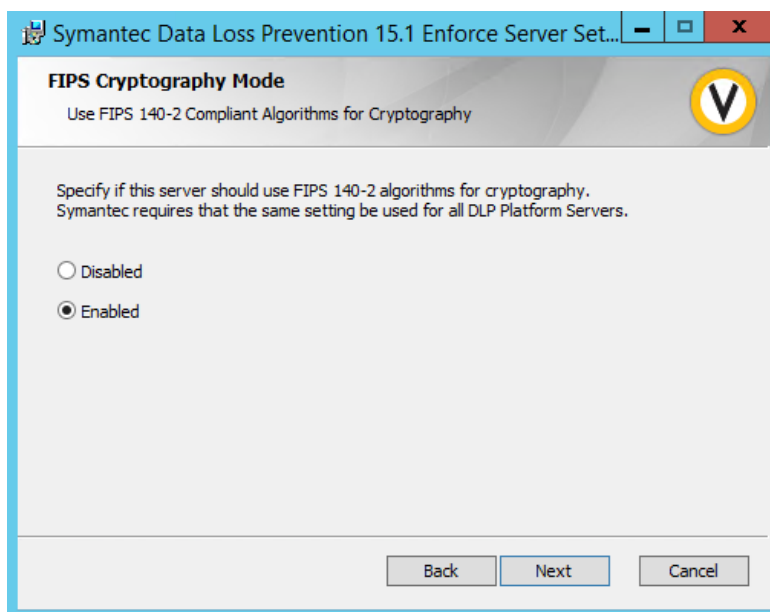 Symantec Data Loss Prevention 15.1 Enforce Server Set...
FIPS Cryptography Mode
Use FIPS 140-2 Compliant Algorithms for Cryptography
Specify if this server should use FIPS 140-2 algorithms for cryptography.
Symantec requires that the same setting be used for all DLP Platform Servers.
Disabled
Enabled
Back Next Cancel